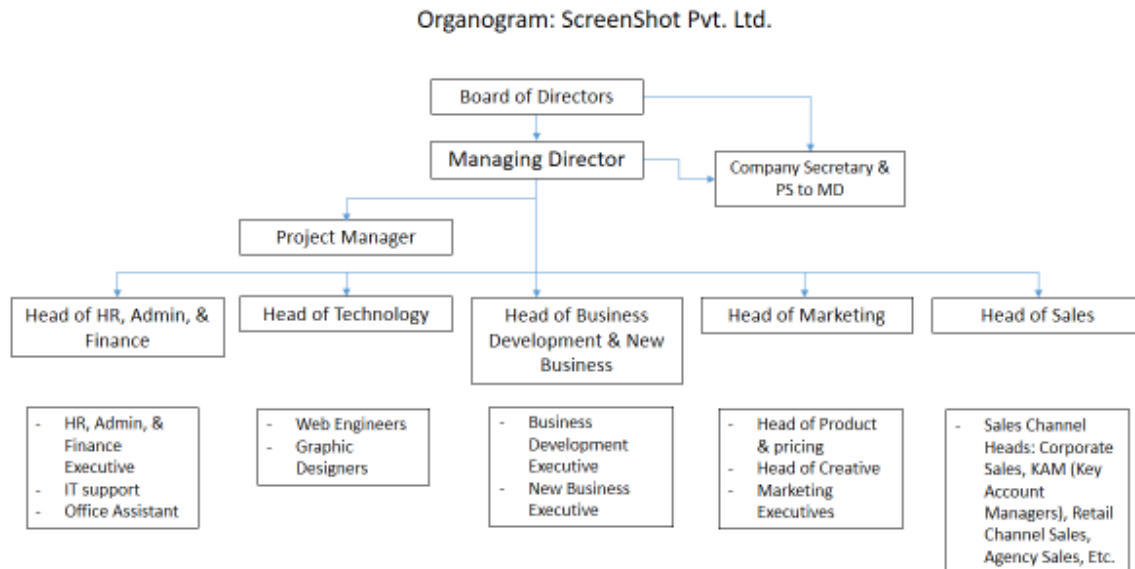 Organogram: ScreenShot Pvt. Ltd.
Board of Directors
Managing Director
Company Secretary &
PS to MD
Project Manager
Head of HR, Admin, &
Finance
Head of Technology
Head of Business
Development & New
Business
Head of Marketing
Head of Sales
- HR, Admin, &
Finance
Executive
- IT support
- Office Assistant
- Web Engineers
- Graphic
Designers
- Business
Development
Executive
- New Business
Executive
- Head of Product
& pricing
- Head of Creative
- Marketing
Executives
- Sales Channel
Heads: Corporate
Sales, KAM (Key
Account
Managers), Retail
Channel Sales,
Agency Sales, Etc.